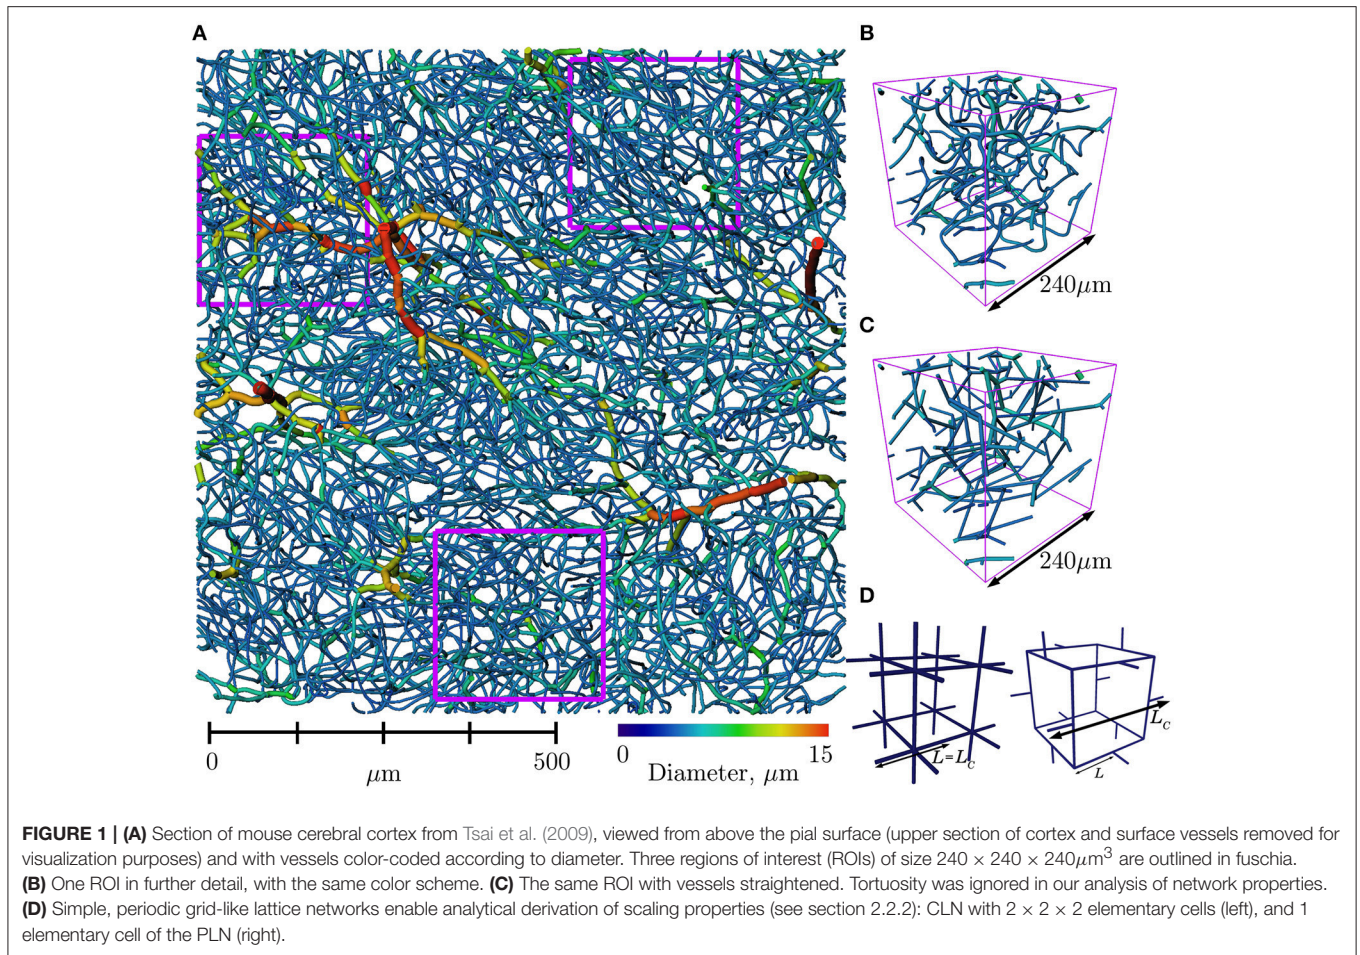 A
B
240μm
C
240μm
D
L=L_c
L_c
L
0
500
μm
0
15
Diameter, μm
FIGURE 1 | (A) Section of mouse cerebral cortex from Tsai et al. (2009), viewed from above the pial surface (upper section of cortex and surface vessels removed for
visualization purposes) and with vessels color-coded according to diameter. Three regions of interest (ROIs) of size 240 × 240 × 240μm³ are outlined in fuschia.
(B) One ROI in further detail, with the same color scheme. (C) The same ROI with vessels straightened. Tortuosity was ignored in our analysis of network properties.
(D) Simple, periodic grid-like lattice networks enable analytical derivation of scaling properties (see section 2.2.2): CLN with 2 × 2 × 2 elementary cells (left), and 1
elementary cell of the PLN (right).